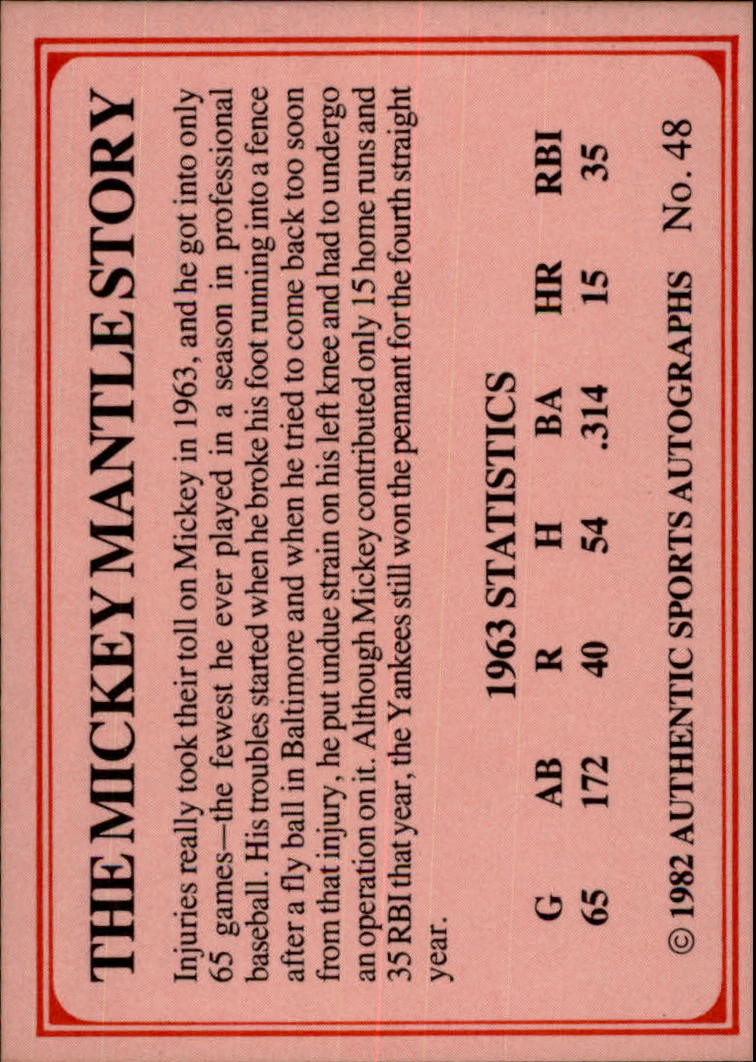 THE MICKEY MANTLE STORY
Injuries really took their toll on Mickey in 1963, and he got into only
65 games—the fewest he ever played in a season in professional
baseball. His troubles started when he broke his foot running into a fence
after a fly ball in Baltimore and when he tried to come back too soon
from that injury, he put undue strain on his left knee and had to undergo
an operation on it. Although Mickey contributed only 15 home runs and
35 RBI that year, the Yankees still won the pennant for the fourth straight
year.
1963 STATISTICS
G AB R H BA HR RBI
65 172 40 54 .314 15 35
© 1982 AUTHENTIC SPORTS AUTOGRAPHS No. 48